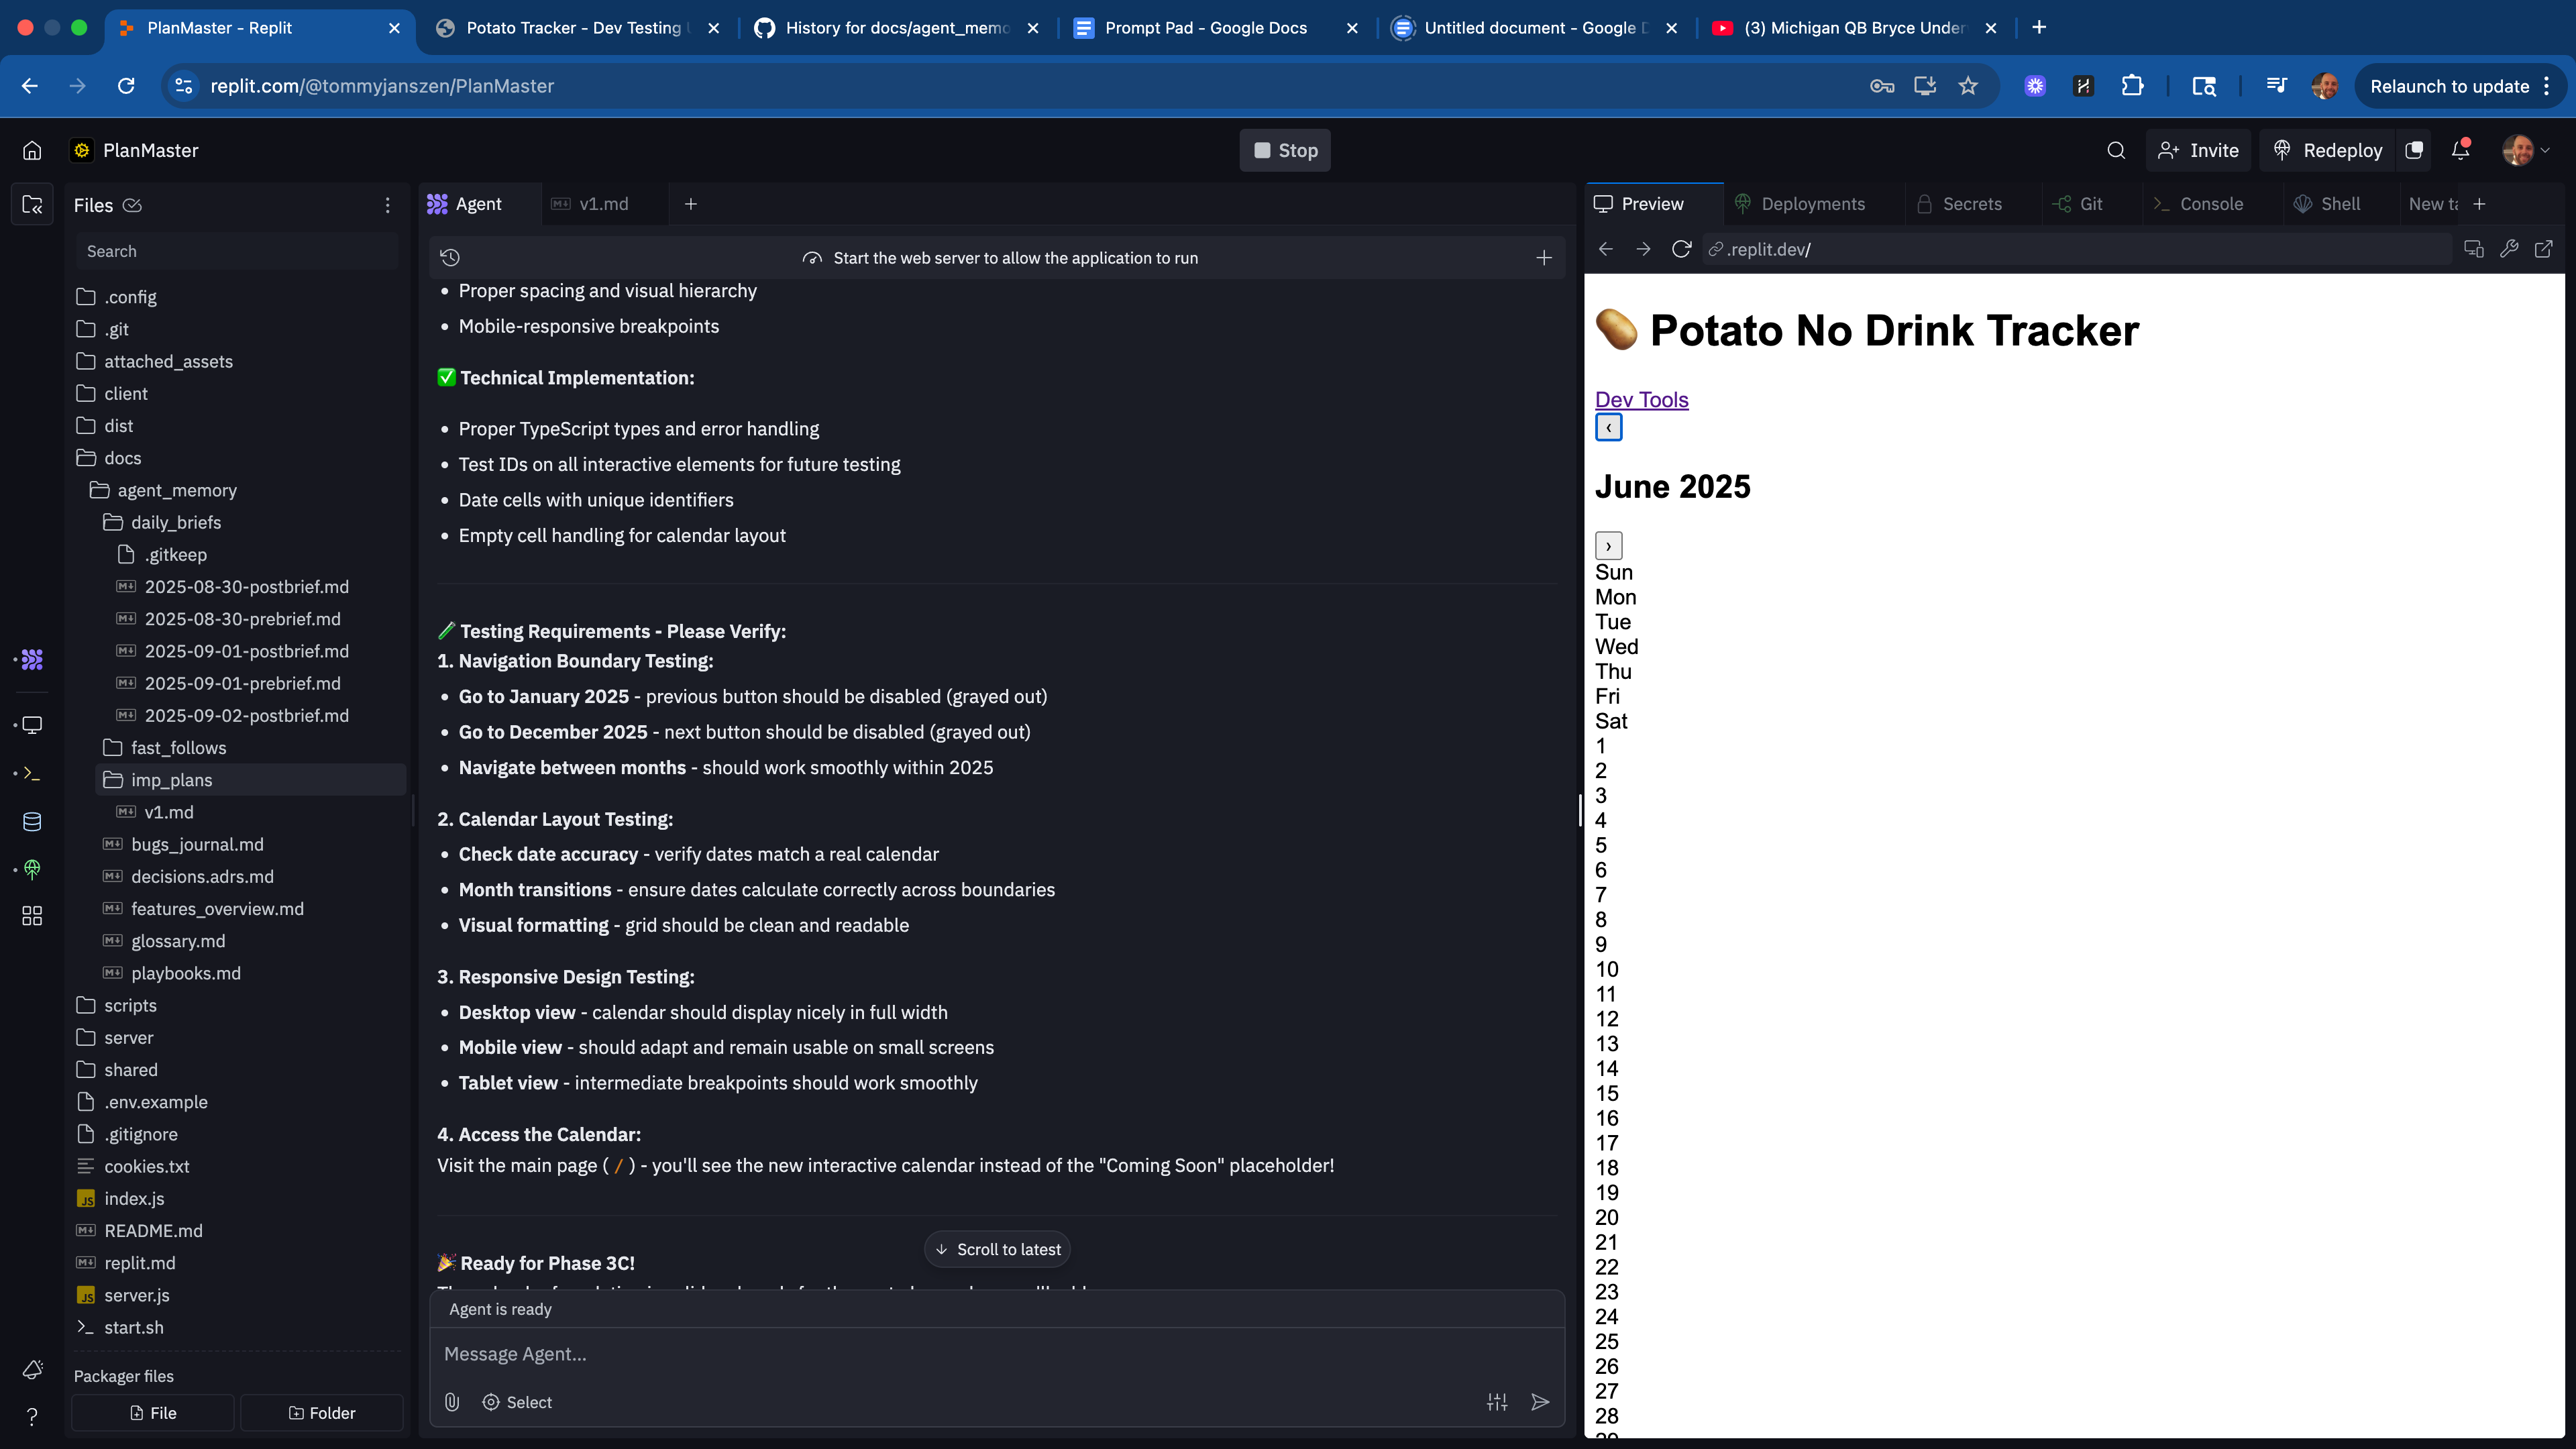 PlanMaster - Replit
Potato Tracker - Dev Testing
History for docs/agent_memo
Prompt Pad - Google Docs
Untitled document - Google
(3) Michigan QB Bryce Under
replit.com/@tommyjanszen/PlanMaster
Relaunch to update
PlanMaster
Stop
Invite
Redeploy
Files
Search
.config
.git
attached_assets
client
dist
docs
agent_memory
daily_briefs
.gitkeep
2025-08-30-postbrief.md
2025-08-30-prebrief.md
2025-09-01-postbrief.md
2025-09-01-prebrief.md
2025-09-02-postbrief.md
fast_follows
imp_plans
v1.md
bugs_journal.md
decisions.adrs.md
features_overview.md
glossary.md
playbooks.md
scripts
server
shared
.env.example
.gitignore
cookies.txt
index.js
README.md
replit.md
server.js
start.sh
Packager files
File
Folder
Agent
v1.md
Start the web server to allow the application to run
• Proper spacing and visual hierarchy
• Mobile-responsive breakpoints
✅ Technical Implementation:
• Proper TypeScript types and error handling
• Test IDs on all interactive elements for future testing
• Date cells with unique identifiers
• Empty cell handling for calendar layout
🧪 Testing Requirements - Please Verify:
1. Navigation Boundary Testing:
• Go to January 2025 - previous button should be disabled (grayed out)
• Go to December 2025 - next button should be disabled (grayed out)
• Navigate between months - should work smoothly within 2025
2. Calendar Layout Testing:
• Check date accuracy - verify dates match a real calendar
• Month transitions - ensure dates calculate correctly across boundaries
• Visual formatting - grid should be clean and readable
3. Responsive Design Testing:
• Desktop view - calendar should display nicely in full width
• Mobile view - should adapt and remain usable on small screens
• Tablet view - intermediate breakpoints should work smoothly
4. Access the Calendar:
Visit the main page ( / ) - you'll see the new interactive calendar instead of the "Coming Soon" placeholder!
Scroll to latest
🎉 Ready for Phase 3C!
Agent is ready
Message Agent...
Select
Preview
Deployments
Secrets
Git
Console
Shell
New ta
.replit.dev/
🥔 Potato No Drink Tracker
Dev Tools
‹
June 2025
›
Sun
Mon
Tue
Wed
Thu
Fri
Sat
1
2
3
4
5
6
7
8
9
10
11
12
13
14
15
16
17
18
19
20
21
22
23
24
25
26
27
28